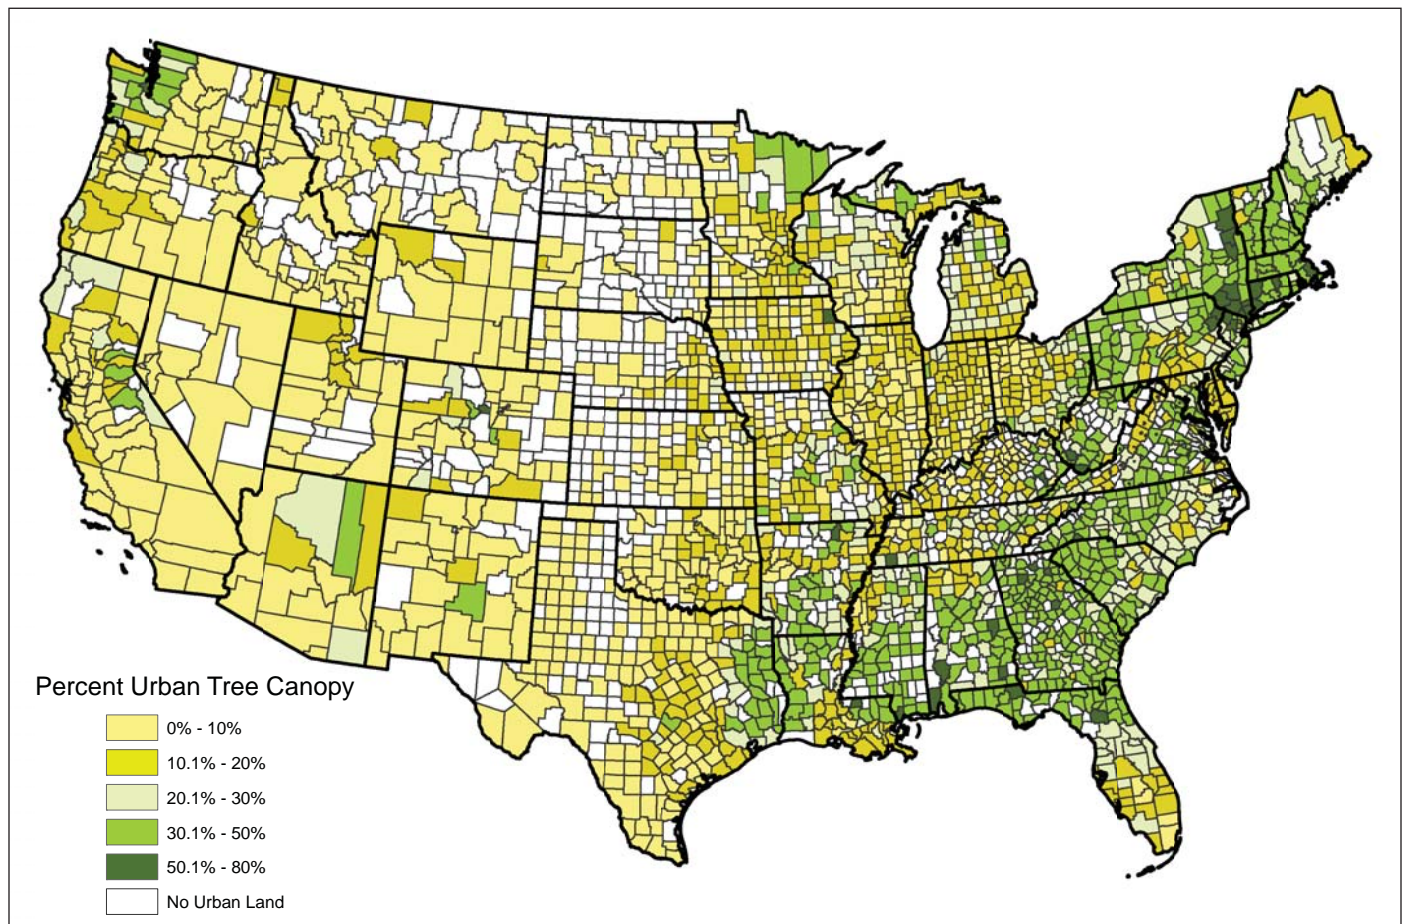 Percent Urban Tree Canopy
0% - 10%
10.1% - 20%
20.1% - 30%
30.1% - 50%
50.1% - 80%
No Urban Land